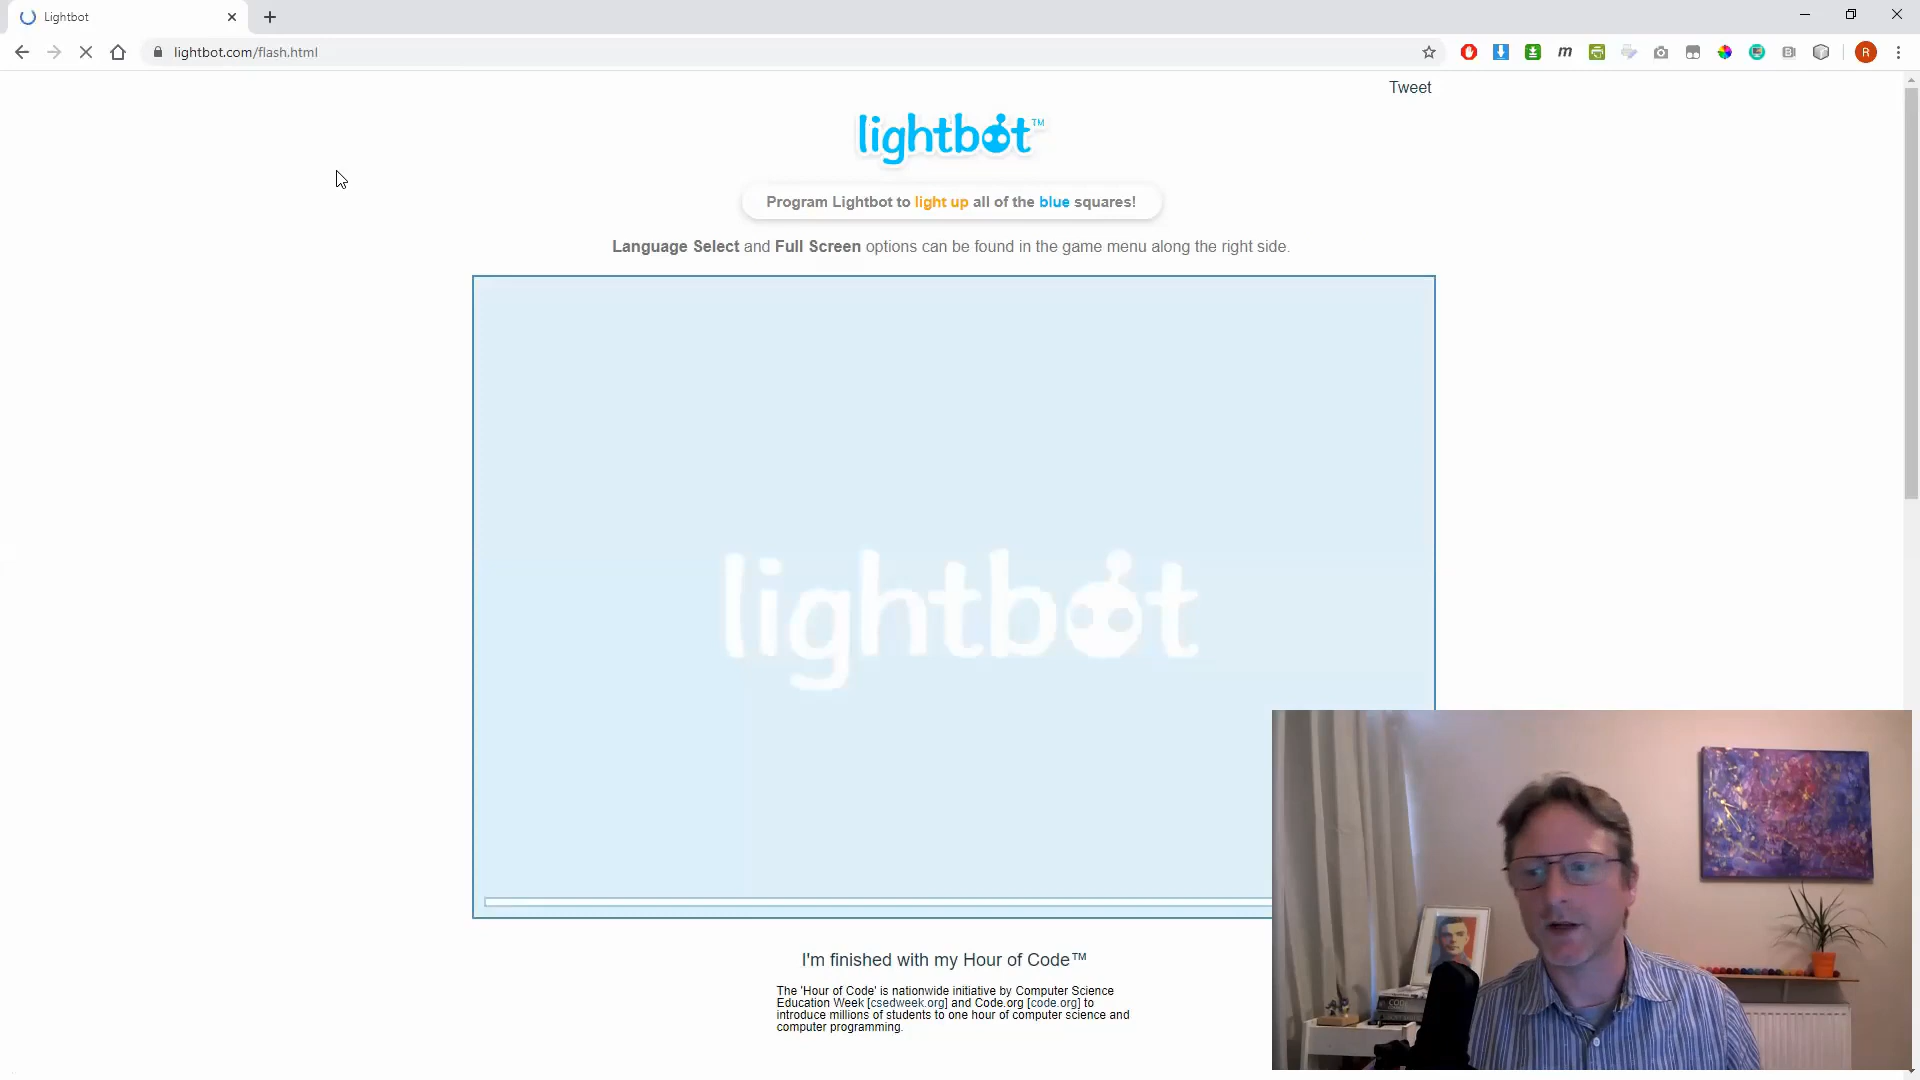 Lightbot
lightbot.com/flash.html
Tweet
lightbot™
Program Lightbot to light up all of the blue squares!
Language Select and Full Screen options can be found in the game menu along the right side.
lightbot
I'm finished with my Hour of Code™
The 'Hour of Code' is nationwide initiative by Computer Science
Education Week [csedweek.org] and Code.org [code.org] to
introduce millions of students to one hour of computer science and
computer programming.